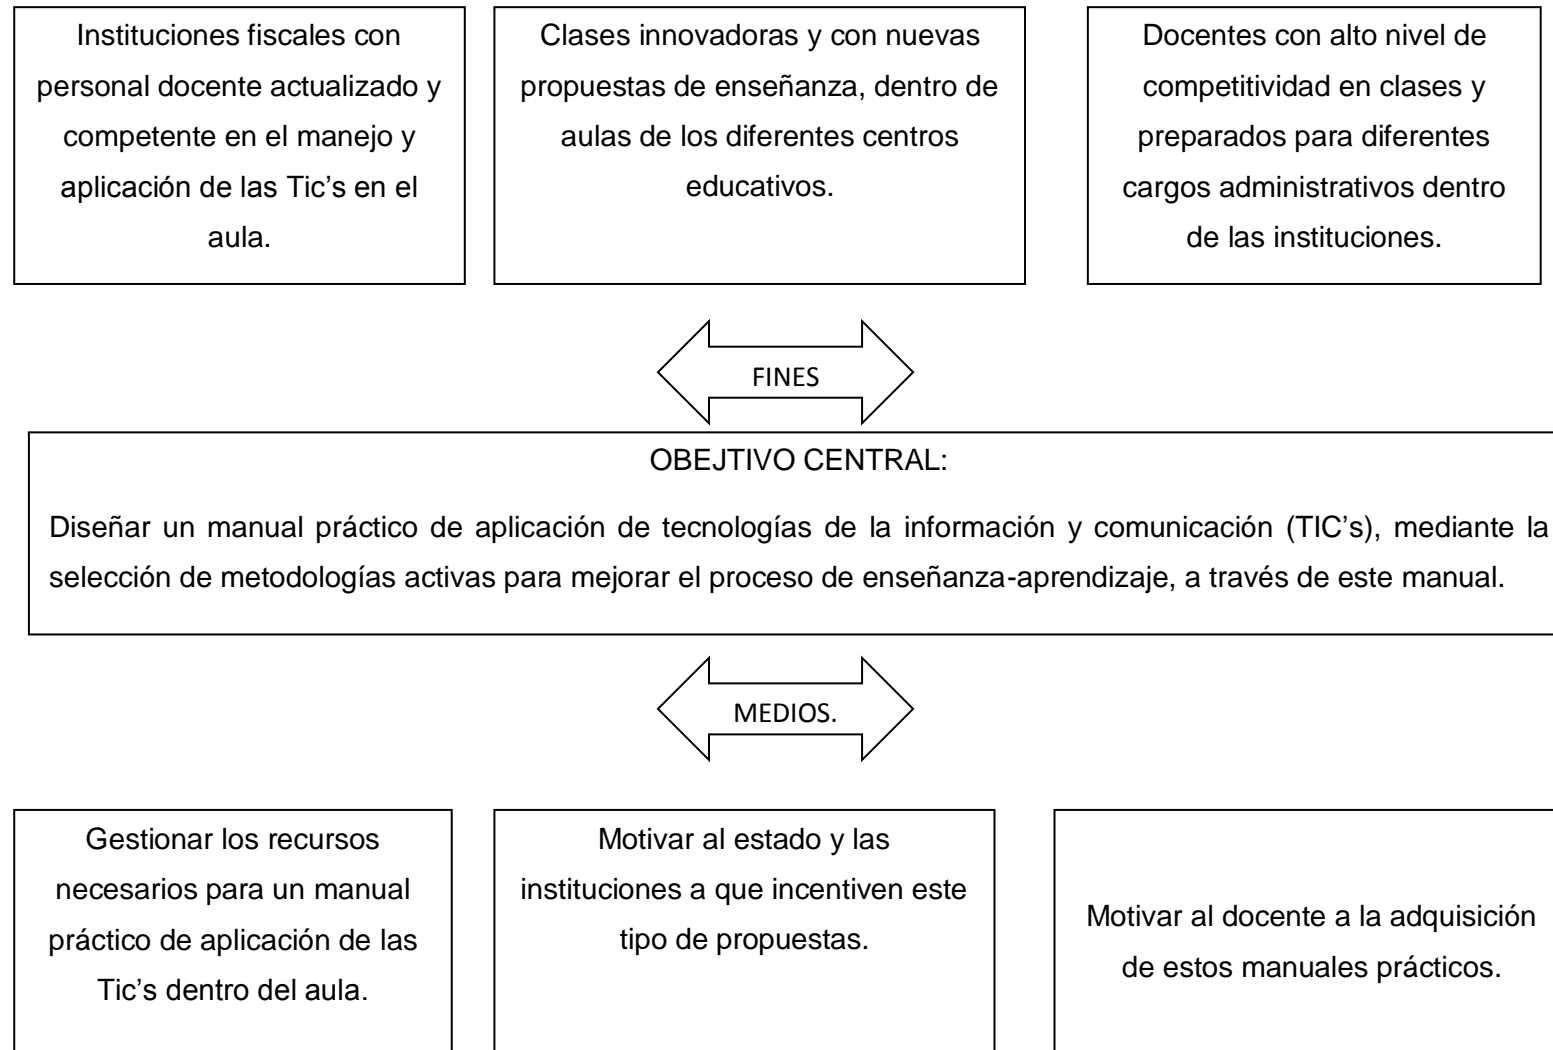 Instituciones fiscales con
personal docente actualizado y
competente en el manejo y
aplicación de las Tic’s en el
aula.
Clases innovadoras y con nuevas
propuestas de enseñanza, dentro de
aulas de los diferentes centros
educativos.
Docentes con alto nivel de
competitividad en clases y
preparados para diferentes
cargos administrativos dentro
de las instituciones.
FINES
OBEJTIVO CENTRAL:
Diseñar un manual práctico de aplicación de tecnologías de la información y comunicación (TIC’s), mediante la
selección de metodologías activas para mejorar el proceso de enseñanza-aprendizaje, a través de este manual.
MEDIOS.
Gestionar los recursos
necesarios para un manual
práctico de aplicación de las
Tic’s dentro del aula.
Motivar al estado y las
instituciones a que incentiven este
tipo de propuestas.
Motivar al docente a la adquisición
de estos manuales prácticos.